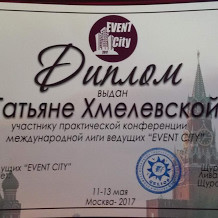 EVENT
City
Диплом
выдан
Татьяне Хмелевской
участнику практической конференции
международной лиги ведущих "EVENT CITY"
"EVENT CITY"
11-13 мая
Москва- 2017